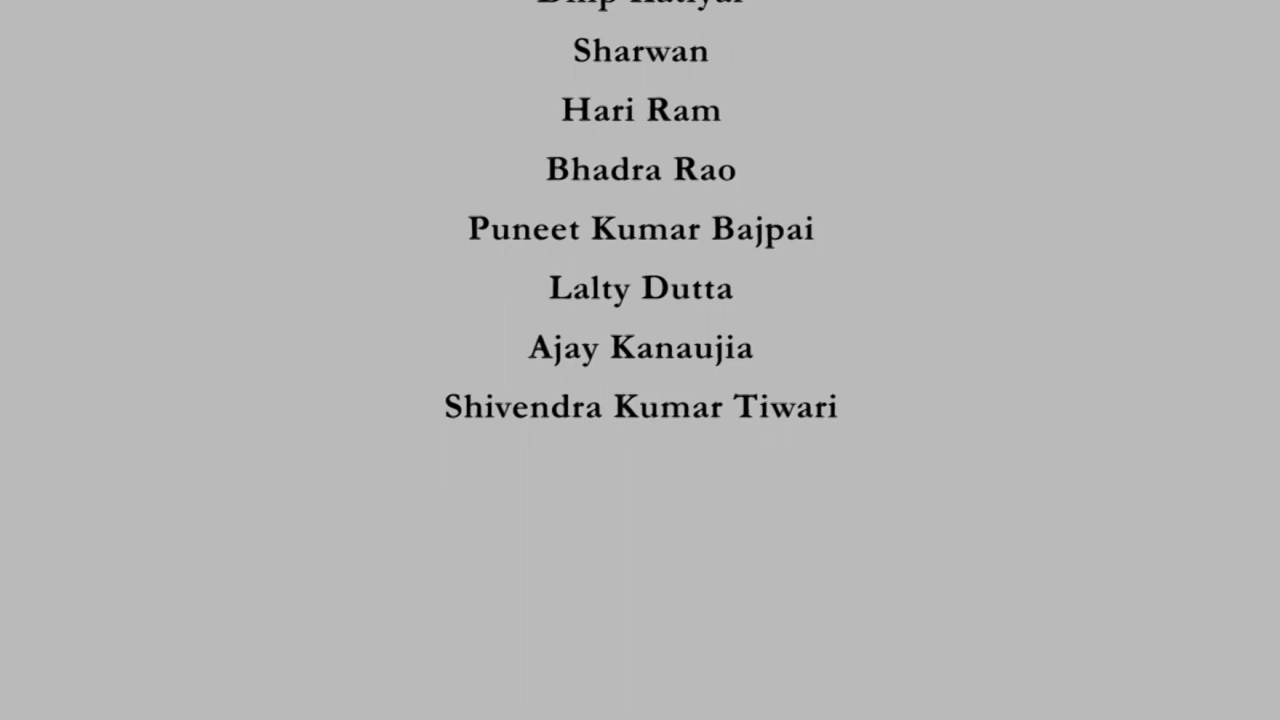 Sharwan
Hari Ram
Bhadra Rao
Puneet Kumar Bajpai
Lalty Dutta
Ajay Kanaujia
Shivendra Kumar Tiwari